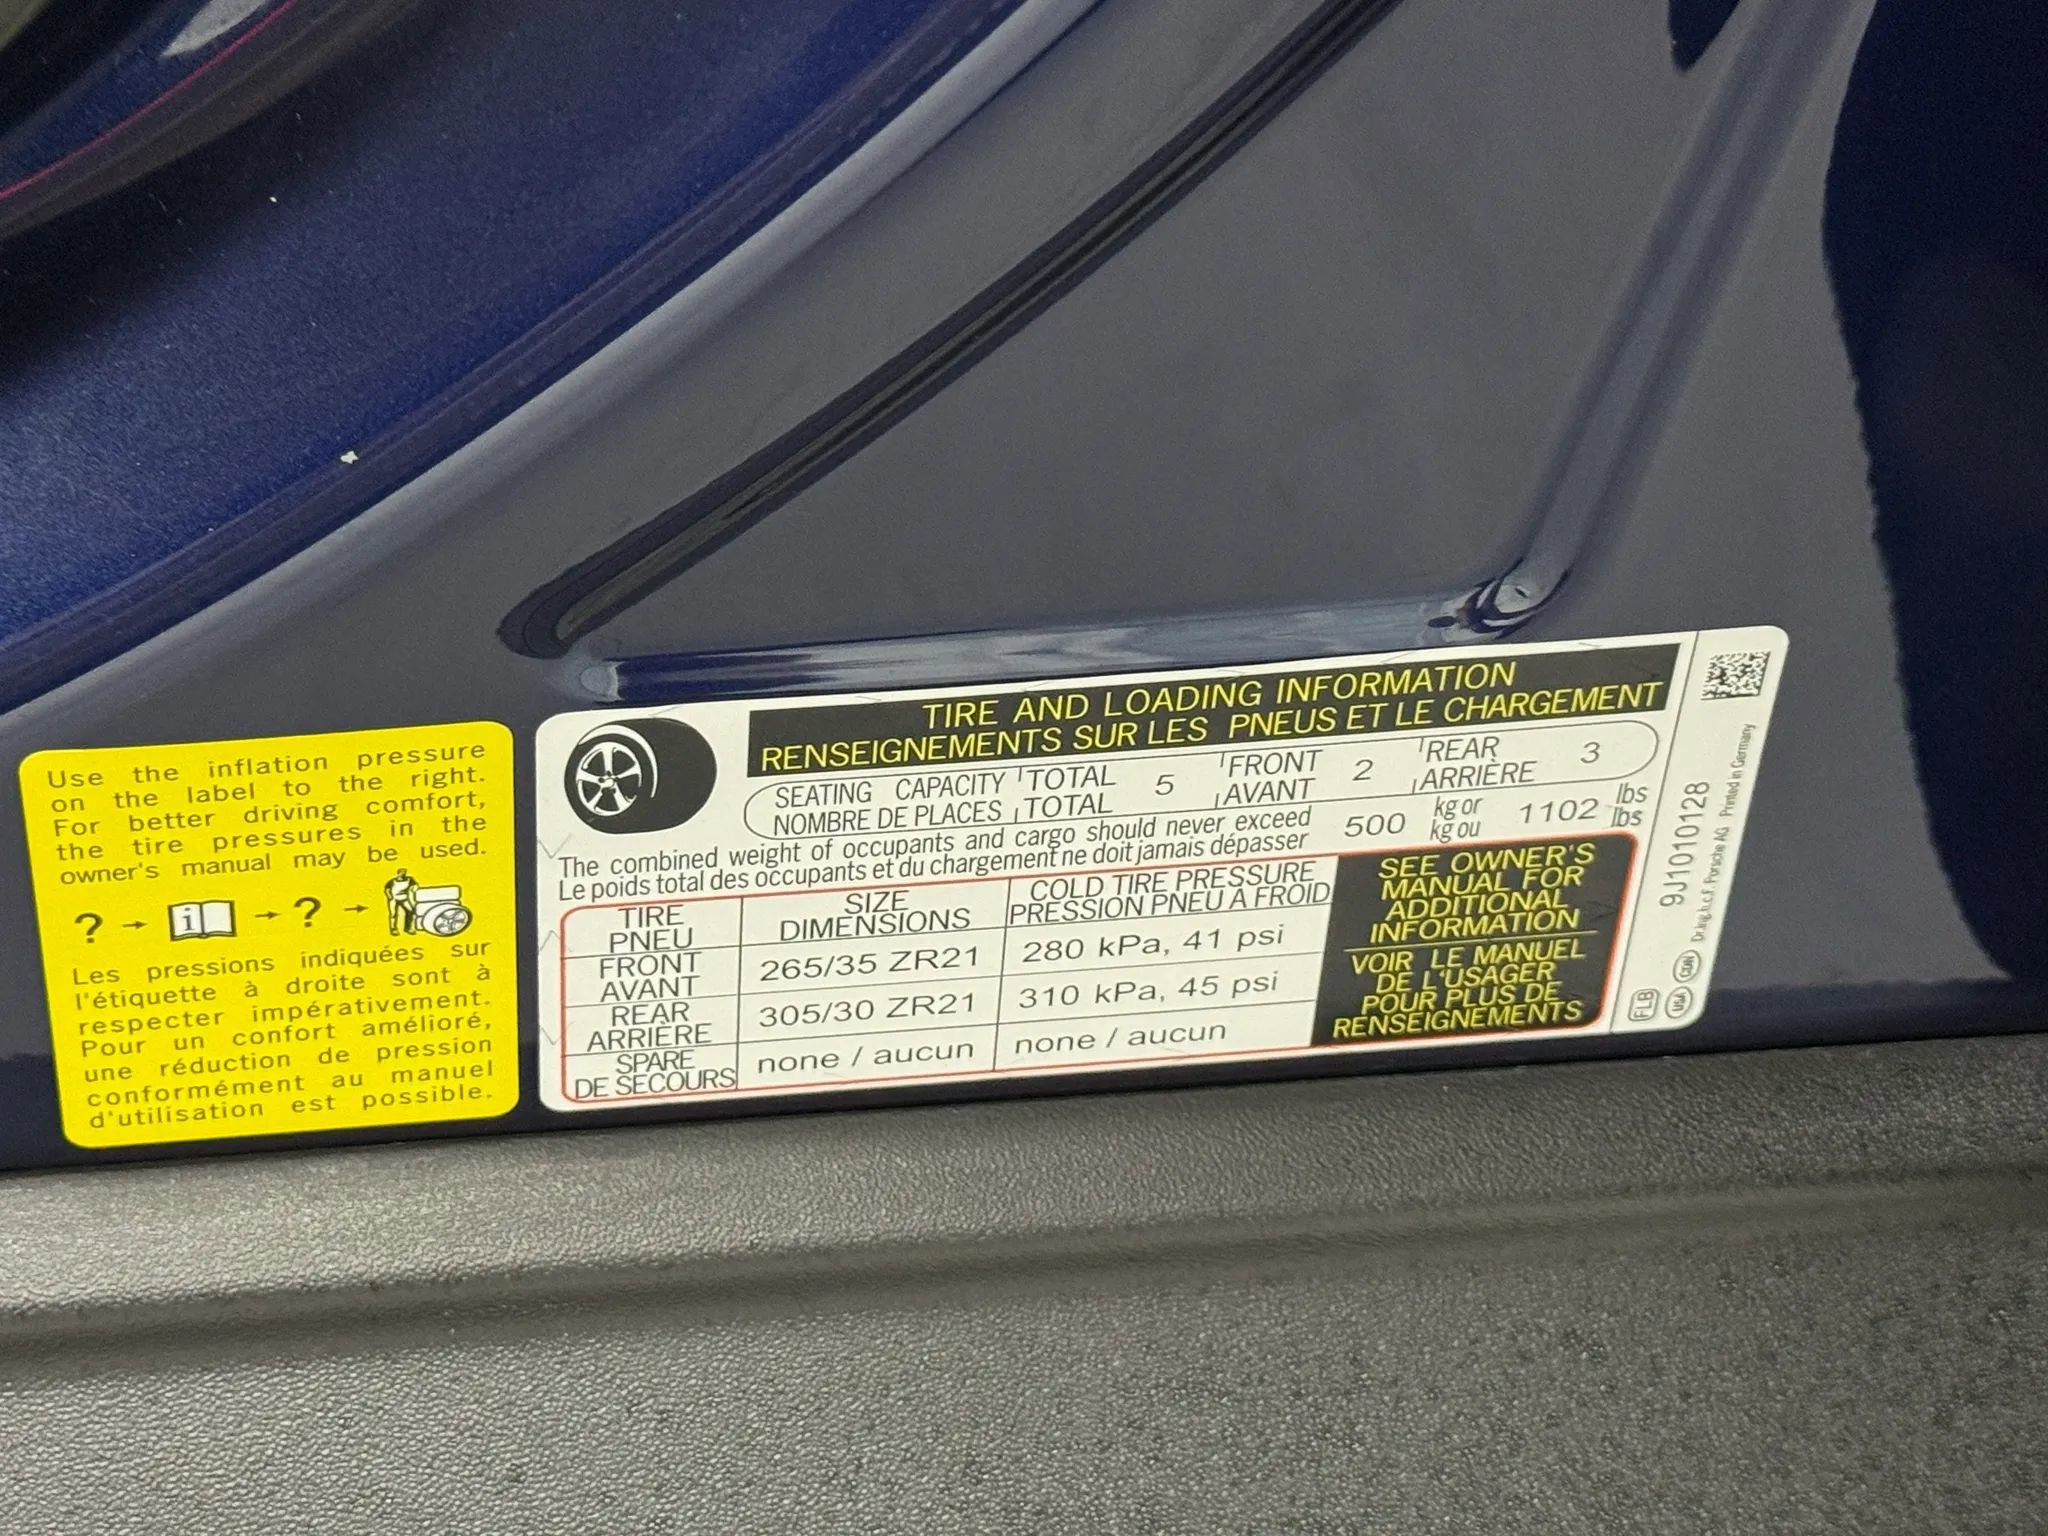 Use the inflation pressure
on the label to the right.
For better driving comfort,
the tire pressures in the
owner's manual may be used.
? → i → ? →
Les pressions indiquées sur
l'étiquette à droite sont à
respecter impérativement.
Pour un confort amélioré,
une réduction de pression
conformément au manuel
d'utilisation est possible.
TIRE AND LOADING INFORMATION
RENSEIGNEMENTS SUR LES PNEUS ET LE CHARGEMENT
SEATING CAPACITY TOTAL 5 FRONT 2 REAR 3
NOMBRE DE PLACES TOTAL AVANT ARRIÈRE
The combined weight of occupants and cargo should never exceed 500 kg or 1102 lbs
Le poids total des occupants et du chargement ne doit jamais dépasser kg ou lbs
TIRE SIZE COLD TIRE PRESSURE
PNEU DIMENSIONS PRESSION PNEU A FROID
FRONT 265/35 ZR21 280 kPa, 41 psi
AVANT
REAR 305/30 ZR21 310 kPa, 45 psi
ARRIÈRE
SPARE none / aucun none / aucun
DE SECOURS
SEE OWNER'S
MANUAL FOR
ADDITIONAL
INFORMATION
VOIR LE MANUEL
DE L'USAGER
POUR PLUS DE
RENSEIGNEMENTS
9J1010128
Dr.Ing.h.c.F. Porsche AG Printed in Germany
FLB USA CDN